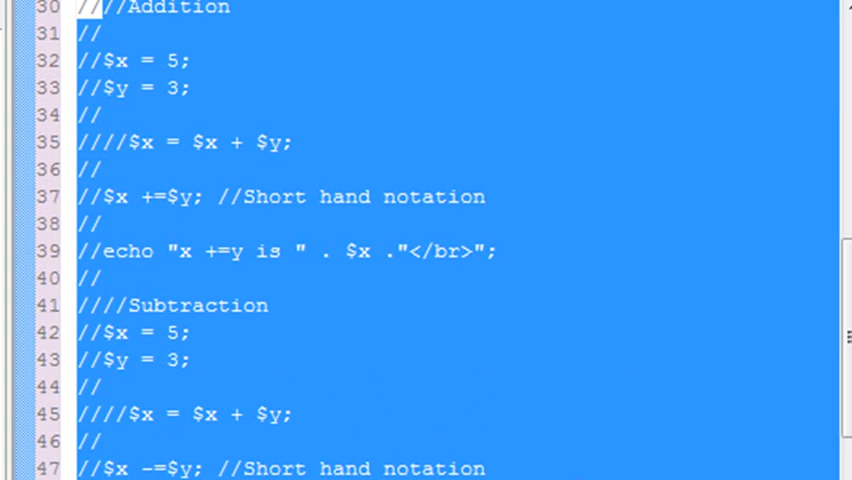 30 ////Addition
31 //
32 //$x = 5;
33 //$y = 3;
34 //
35 ////$x = $x + $y;
36 //
37 //$x +=$y; //Short hand notation
38 //
39 //echo "x +=y is " . $x ."</br>";
40 //
41 ////Subtraction
42 //$x = 5;
43 //$y = 3;
44 //
45 ////$x = $x + $y;
46 //
47 //$x -=$y; //Short hand notation